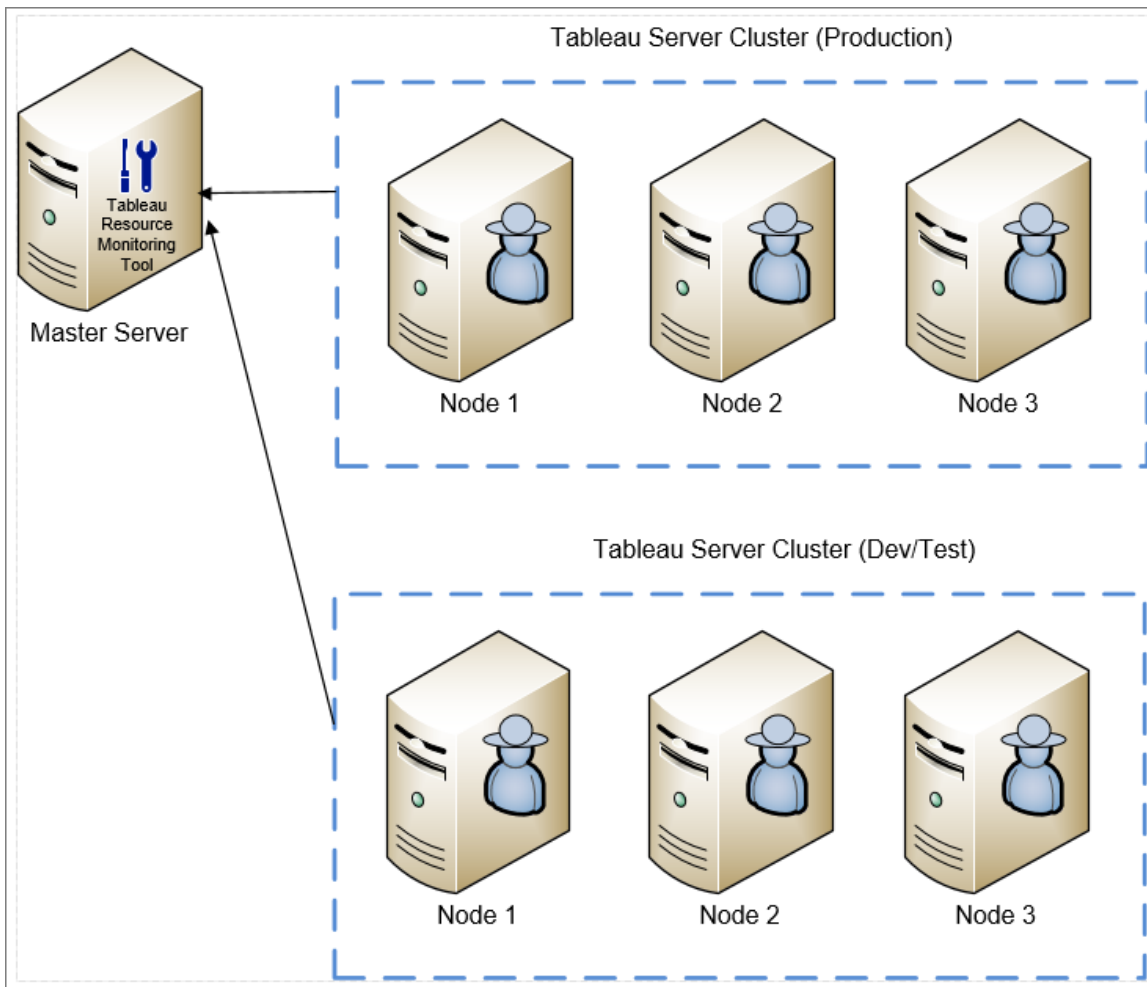 Tableau Server Cluster (Production)
Tableau
Resource
Monitoring
Tool
Master Server
Node 1
Node 2
Node 3
Tableau Server Cluster (Dev/Test)
Node 1
Node 2
Node 3